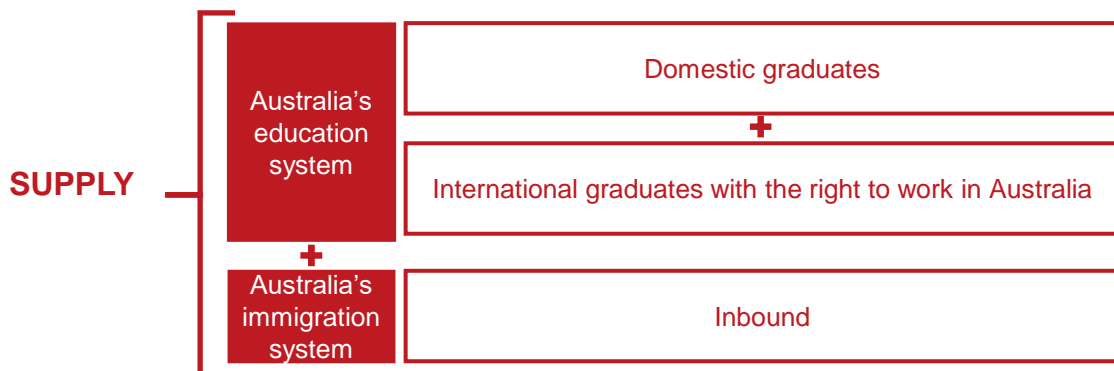 SUPPLY
Australia’s
education
system
Domestic graduates
+
International graduates with the right to work in Australia
+
Australia’s
immigration
system
Inbound